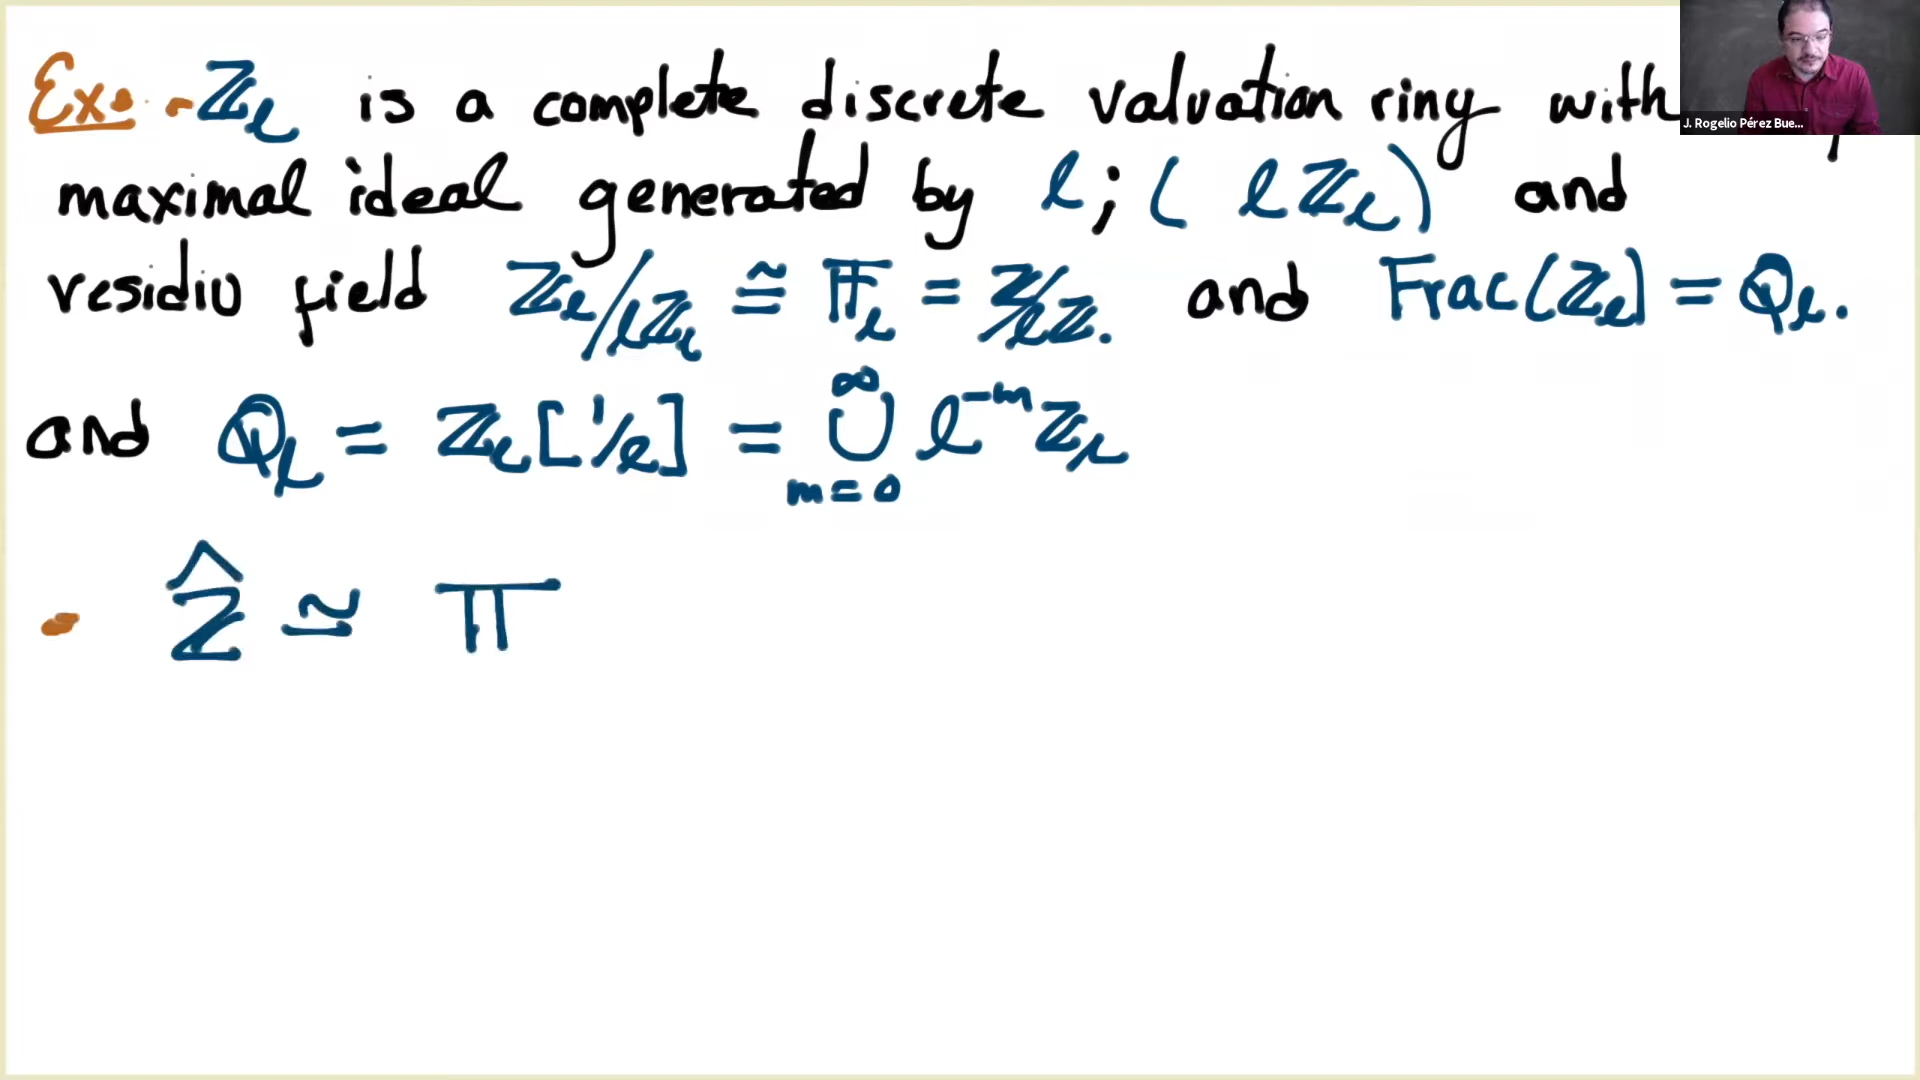 Exo - ℤ_ℓ is a complete discrete valuation ring with
J. Rogelio Pérez Bue...
maximal ideal generated by ℓ; ( ℓℤ_ℓ) and
residiu field ℤ_ℓ/ℓℤ_ℓ ≅ 𝔽_ℓ = ℤ/ℓℤ. and Frac(ℤ_ℓ) = ℚ_ℓ.
and ℚ_ℓ = ℤ_ℓ[1/ℓ] = ⋃_{m=0}^{∞} ℓ^{-m} ℤ_ℓ
- Ẑ ≅ ∏